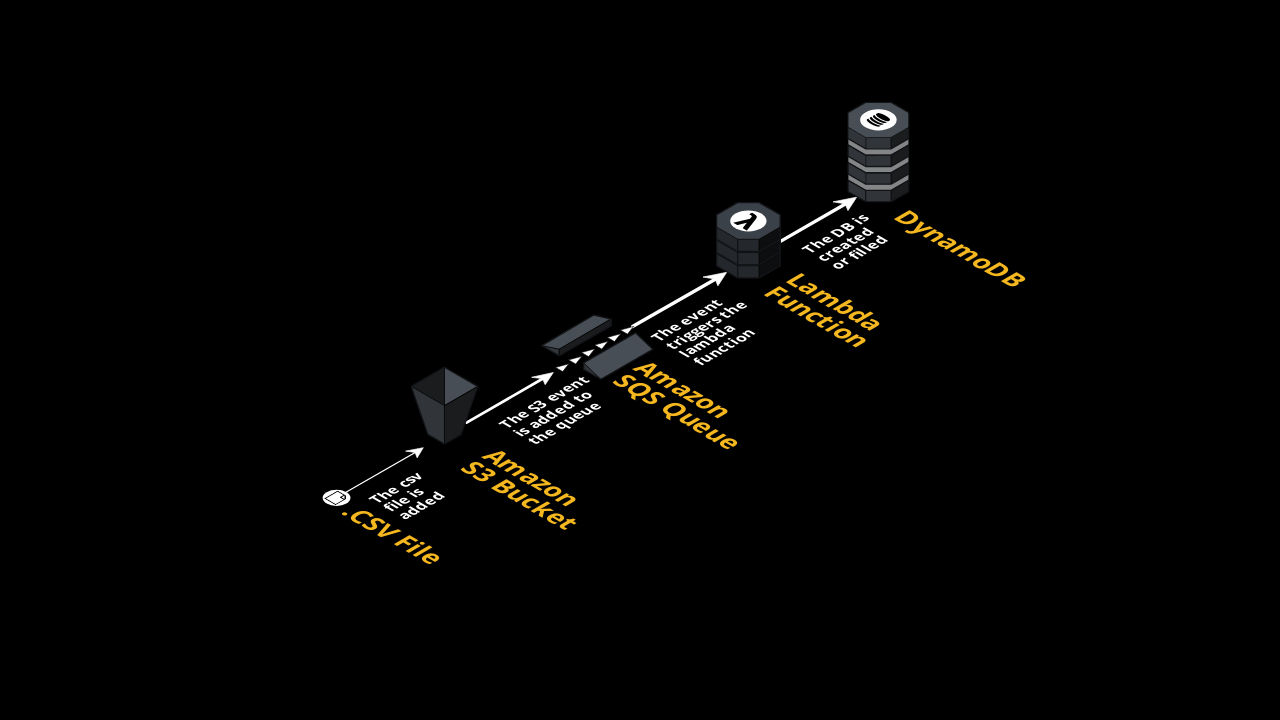 .CSV File
The csv
file is
added
Amazon
S3 Bucket
The S3 event
is added to
the queue
Amazon
SQS Queue
The event
triggers the
lambda
function
Lambda
Function
The DB is
created
or filled
DynamoDB